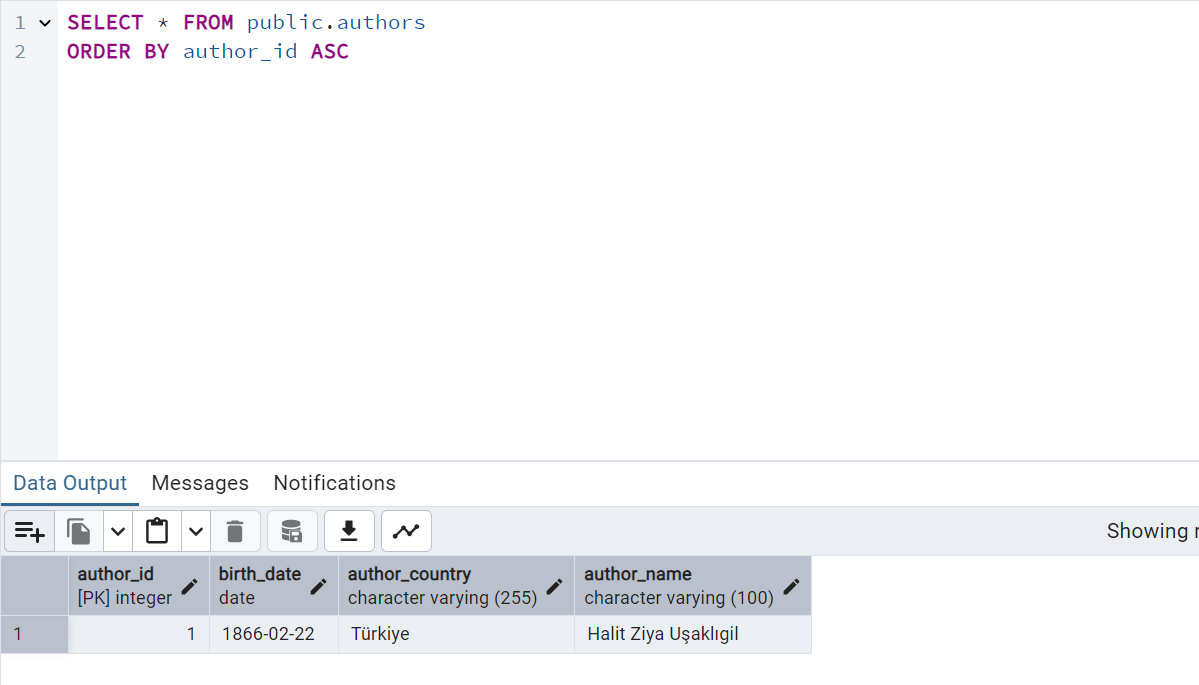 1 SELECT * FROM public.authors
2 ORDER BY author_id ASC
Data Output Messages Notifications
Showing
author_id birth_date author_country author_name
[PK] integer date character varying (255) character varying (100)
1 1 1866-02-22 Türkiye Halit Ziya Uşaklıgil